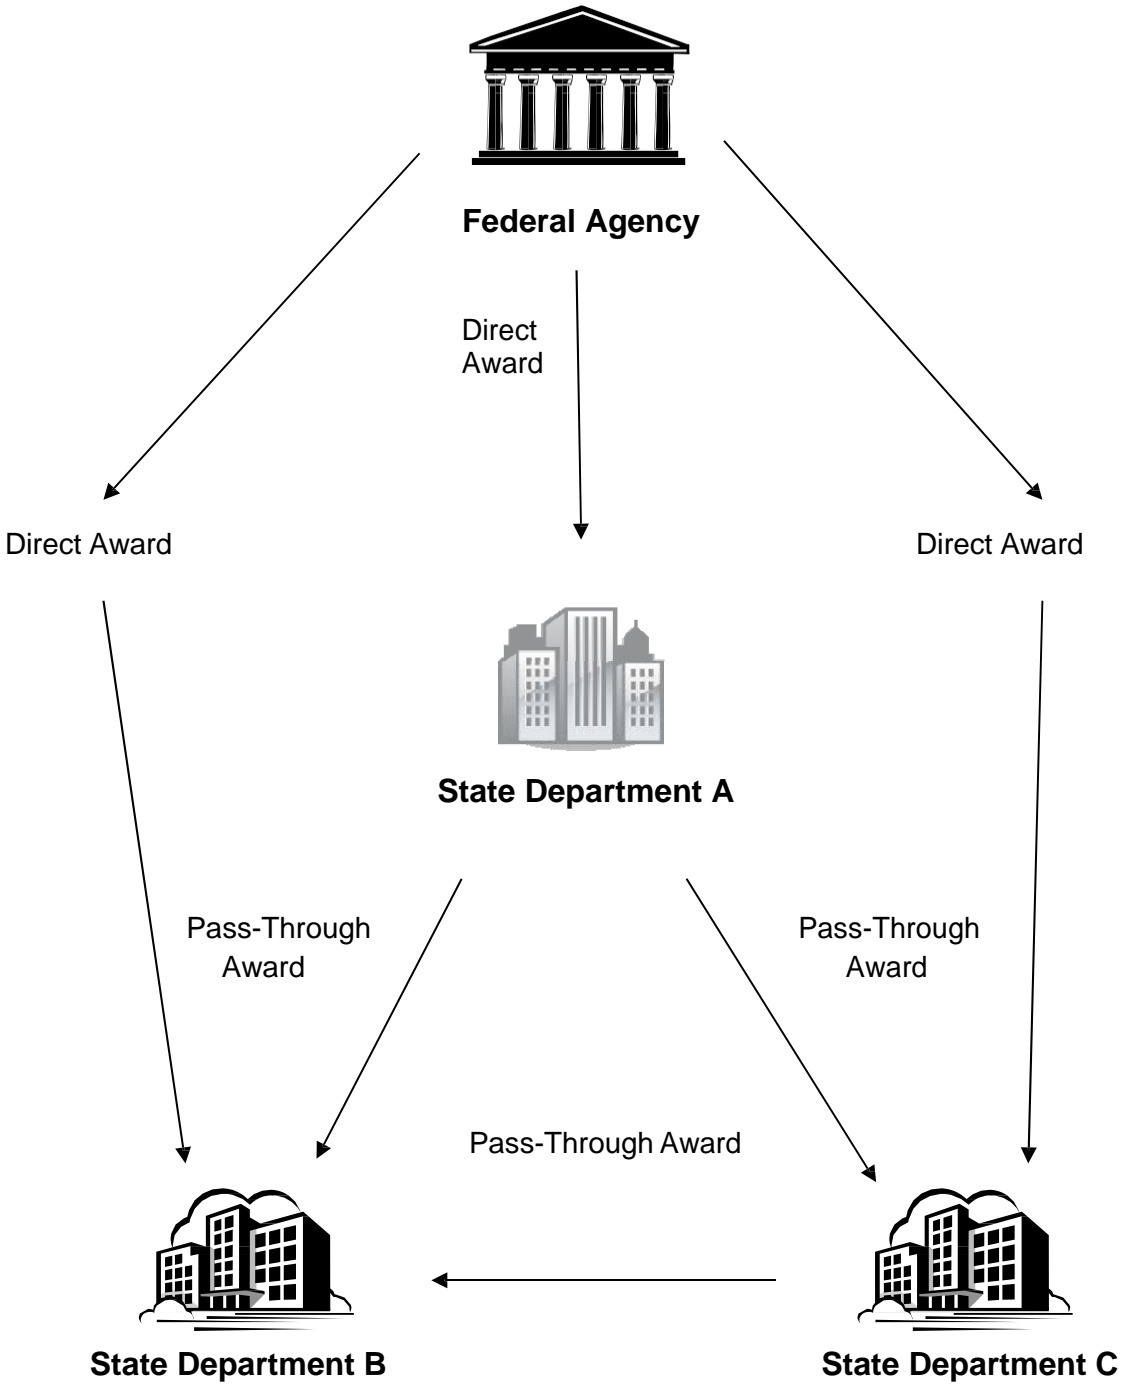 Federal Agency
Direct
Award
Direct Award
Direct Award
State Department A
Pass-Through
Award
Pass-Through
Award
Pass-Through Award
State Department B
State Department C